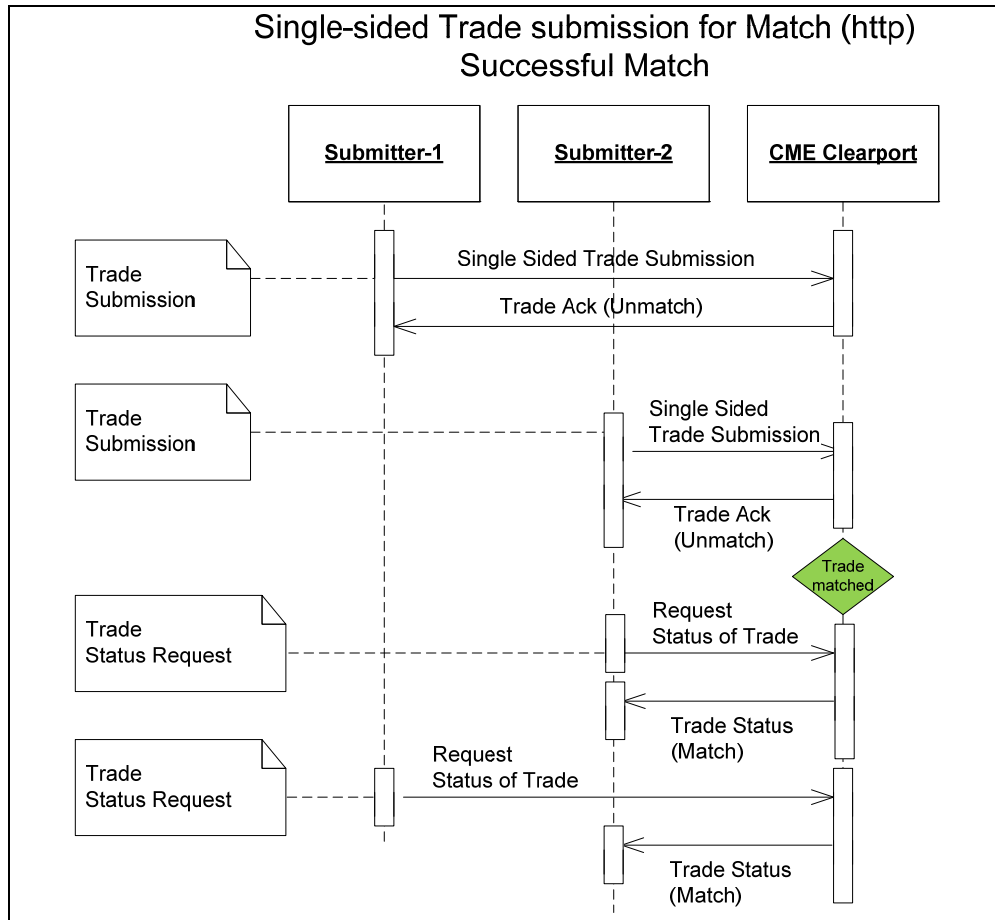 Single-sided Trade submission for Match (http)
Successful Match
Submitter-1
Submitter-2
CME Clearport
Trade
Submission
Single Sided Trade Submission
Trade Ack (Unmatch)
Trade
Submission
Single Sided
Trade Submission
Trade Ack
(Unmatch)
Trade
matched
Trade
Status Request
Request
Status of Trade
Trade Status
(Match)
Trade
Status Request
Request
Status of Trade
Trade Status
(Match)